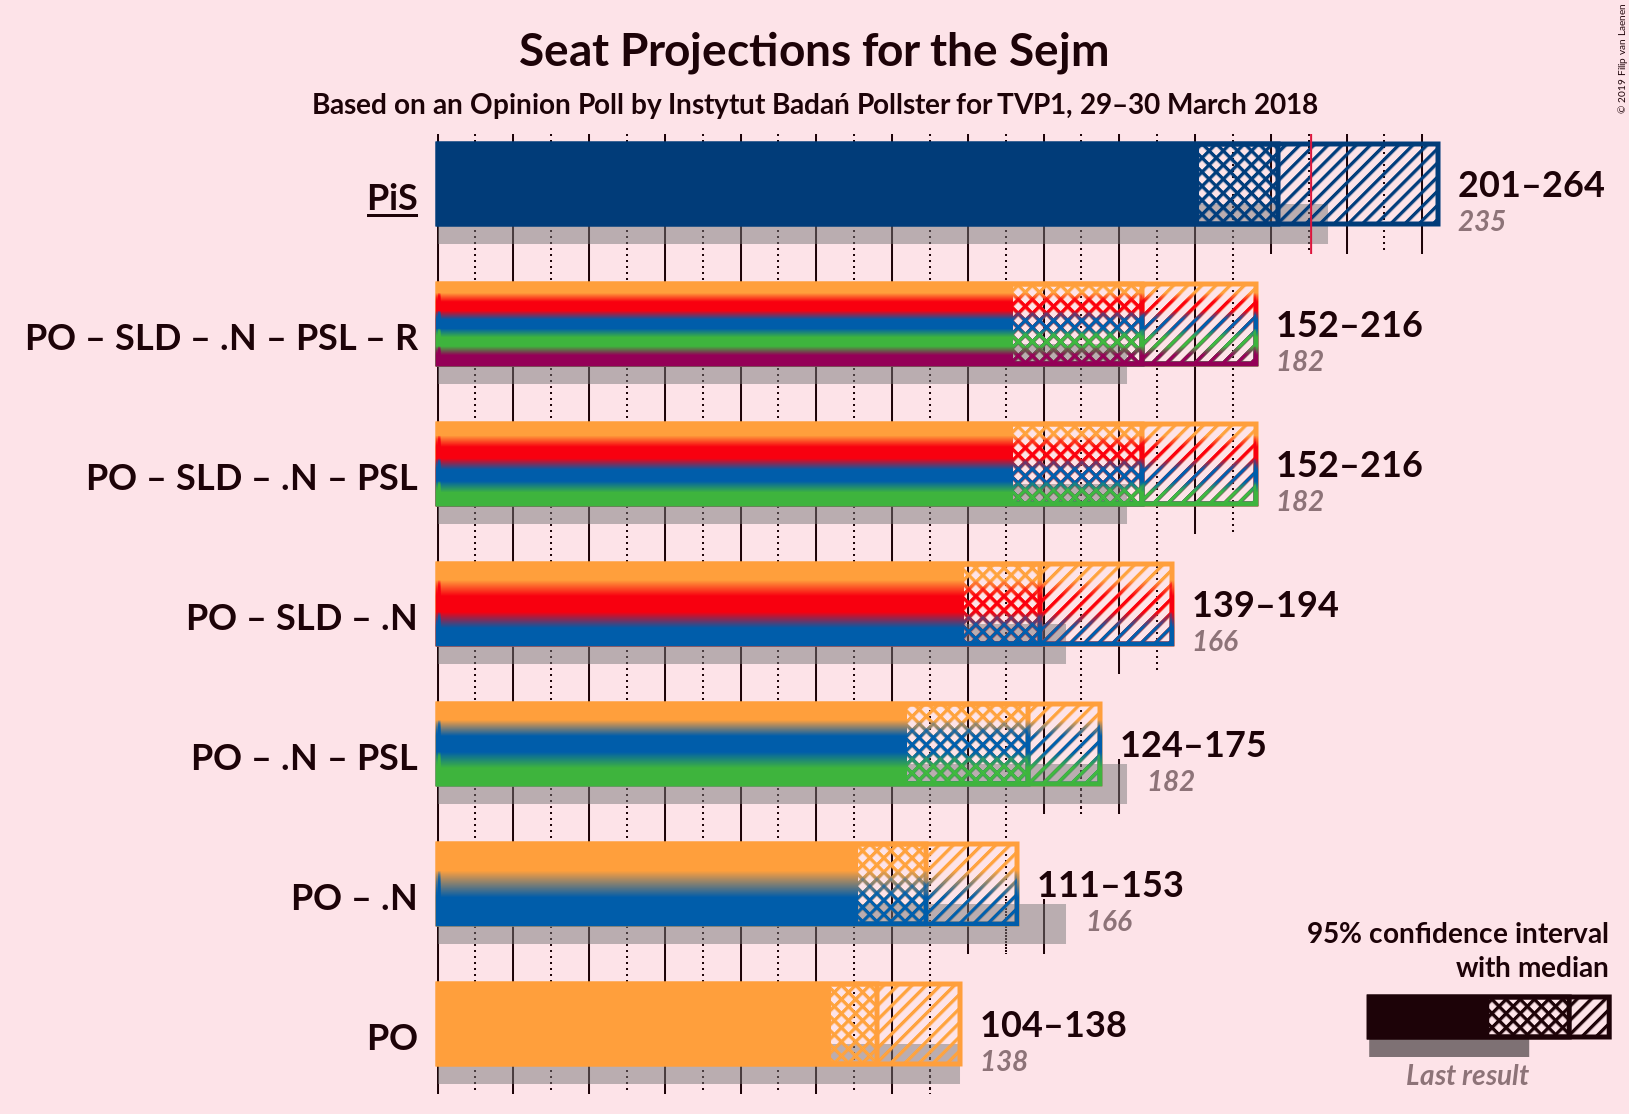 Seat Projections for the Sejm
Based on an Opinion Poll by Instytut Badań Pollster for TVP1, 29–30 March 2018
© 2019 Filip van Laenen
PiS
201–264
235
PO – SLD – .N – PSL – R
152–216
182
PO – SLD – .N – PSL
152–216
182
PO – SLD – .N
139–194
166
PO – .N – PSL
124–175
182
PO – .N
111–153
166
PO
104–138
138
95% confidence interval
with median
Last result